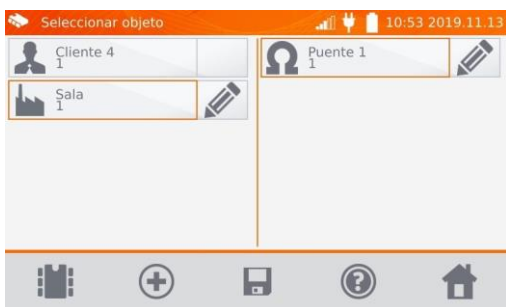 Seleccionar objeto
10:53 2019.11.13
Cliente 4
1
Sala
1
Puente 1
1